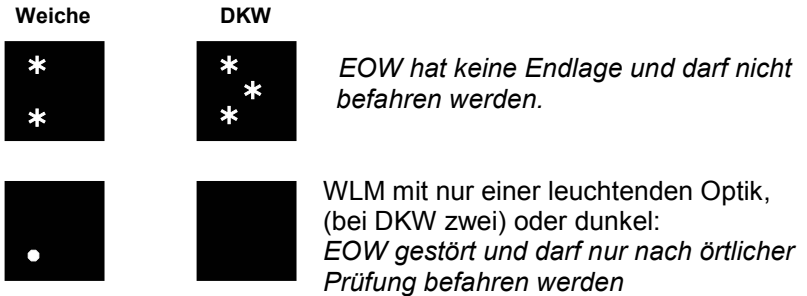 Weiche DKW
EOW hat keine Endlage und darf nicht
befahren werden.
WLM mit nur einer leuchtenden Optik,
(bei DKW zwei) oder dunkel:
EOW gestört und darf nur nach örtlicher
Prüfung befahren werden